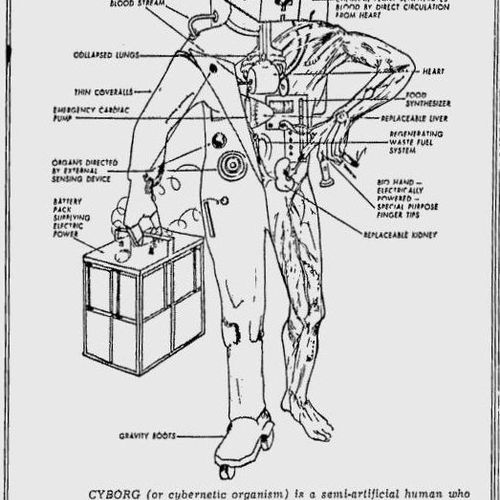 BLOOD STREAM
BLOOD BY DIRECT CIRCULATION
FROM HEART
COLLAPSED LUNGS
HEART
THIN COVERALLS
FOOD
SYNTHESIZER
EMERGENCY CARDIAC
PUMP
REPLACEABLE LIVER
REGENERATING
WASTE FUEL
SYSTEM
ORGANS DIRECTED
BY EXTERNAL
SENSING DEVICE
BIO HAND—
ELECTRICALLY
POWERED—
SPECIAL PURPOSE
FINGER TIPS
BATTERY
PACK
SUPPLYING
ELECTRIC
POWER
REPLACEABLE KIDNEY
GRAVITY BOOTS
CYBORG (or cybernetic organism) is a semi-artificial human who